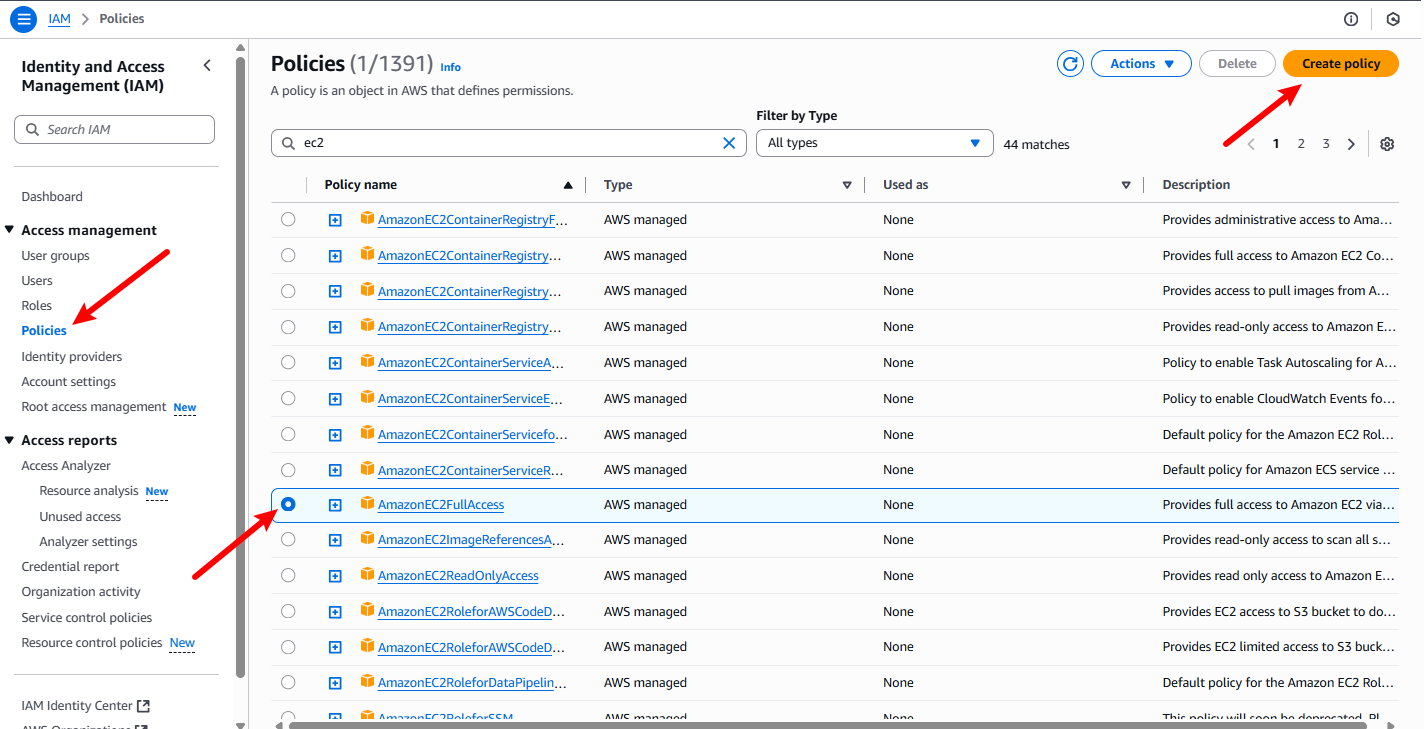 IAM > Policies
Identity and Access
Management (IAM)
Search IAM
Dashboard
Access management
User groups
Users
Roles
Policies
Identity providers
Account settings
Root access management New
Access reports
Access Analyzer
Resource analysis New
Unused access
Analyzer settings
Credential report
Organization activity
Service control policies
Resource control policies New
IAM Identity Center
AWS Organizations
Policies (1/1391) Info
A policy is an object in AWS that defines permissions.
Actions Delete Create policy
Filter by Type
ec2 All types 44 matches 1 2 3
Policy name Type Used as Description
AmazonEC2ContainerRegistryF... AWS managed None Provides administrative access to Ama...
AmazonEC2ContainerRegistry... AWS managed None Provides full access to Amazon EC2 Co...
AmazonEC2ContainerRegistry... AWS managed None Provides access to pull images from A...
AmazonEC2ContainerRegistry... AWS managed None Provides read-only access to Amazon E...
AmazonEC2ContainerServiceA... AWS managed None Policy to enable Task Autoscaling for A...
AmazonEC2ContainerServiceE... AWS managed None Policy to enable CloudWatch Events fo...
AmazonEC2ContainerServicefo... AWS managed None Default policy for the Amazon EC2 Rol...
AmazonEC2ContainerServiceR... AWS managed None Default policy for Amazon ECS service ...
AmazonEC2FullAccess AWS managed None Provides full access to Amazon EC2 via...
AmazonEC2ImageReferencesA... AWS managed None Provides read-only access to scan all s...
AmazonEC2ReadOnlyAccess AWS managed None Provides read only access to Amazon E...
AmazonEC2RoleforAWSCodeD... AWS managed None Provides EC2 access to S3 bucket to do...
AmazonEC2RoleforAWSCodeD... AWS managed None Provides EC2 limited access to S3 buck...
AmazonEC2RoleforDataPipelin... AWS managed None Default policy for the Amazon EC2 Rol...
AmazonEC2RoleforSSM AWS managed None This policy will soon be deprecated. Pl...